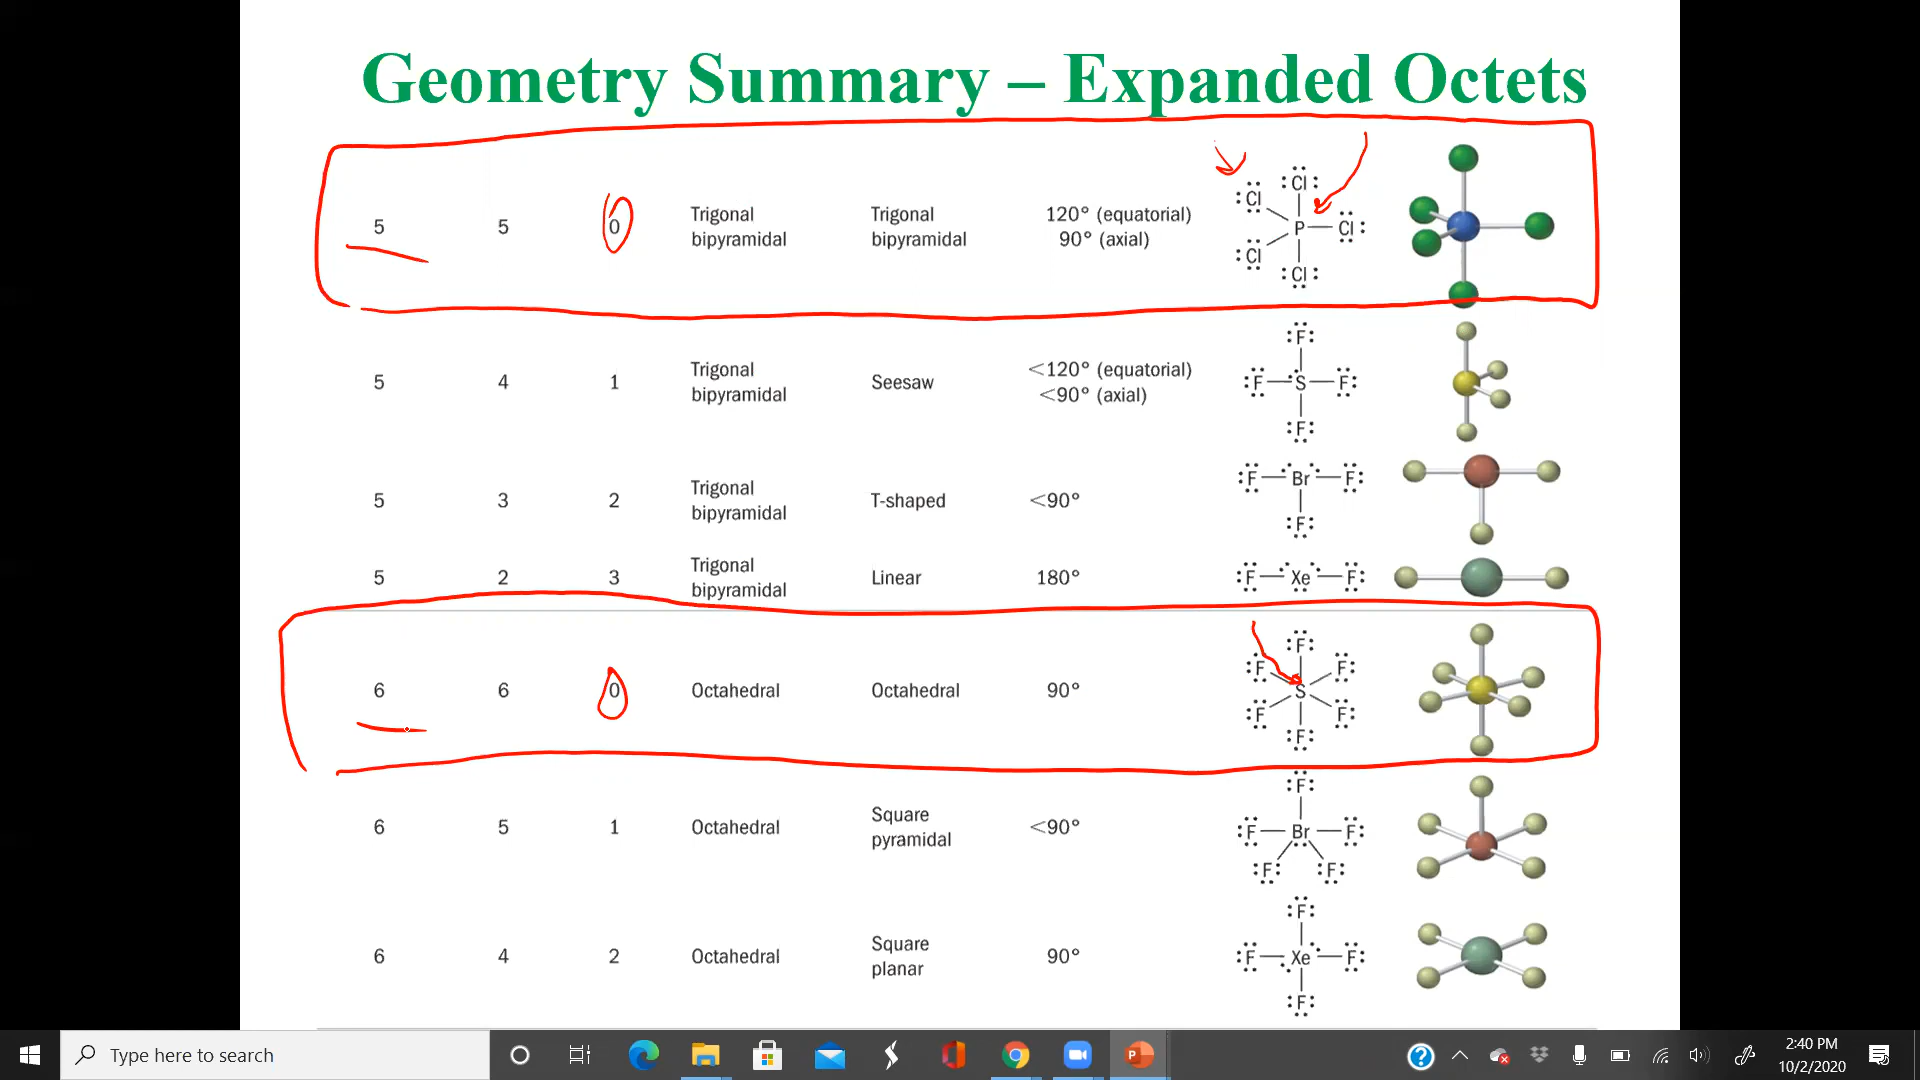 Geometry Summary – Expanded Octets
5 5 0 Trigonal bipyramidal Trigonal bipyramidal 120° (equatorial) 90° (axial)
:Cl: :Cl :Cl P Cl: :Cl:
5 4 1 Trigonal bipyramidal Seesaw <120° (equatorial) <90° (axial)
:F: :F—S—F: :F:
5 3 2 Trigonal bipyramidal T-shaped <90°
:F—Br—F: :F:
5 2 3 Trigonal bipyramidal Linear 180°
:F—Xe—F:
6 6 0 Octahedral Octahedral 90°
:F: :F F: S :F F: :F:
6 5 1 Octahedral Square pyramidal <90°
:F: :F—Br—F: :F: :F:
6 4 2 Octahedral Square planar 90°
:F: :F—Xe—F: :F:
Type here to search
2:40 PM
10/2/2020